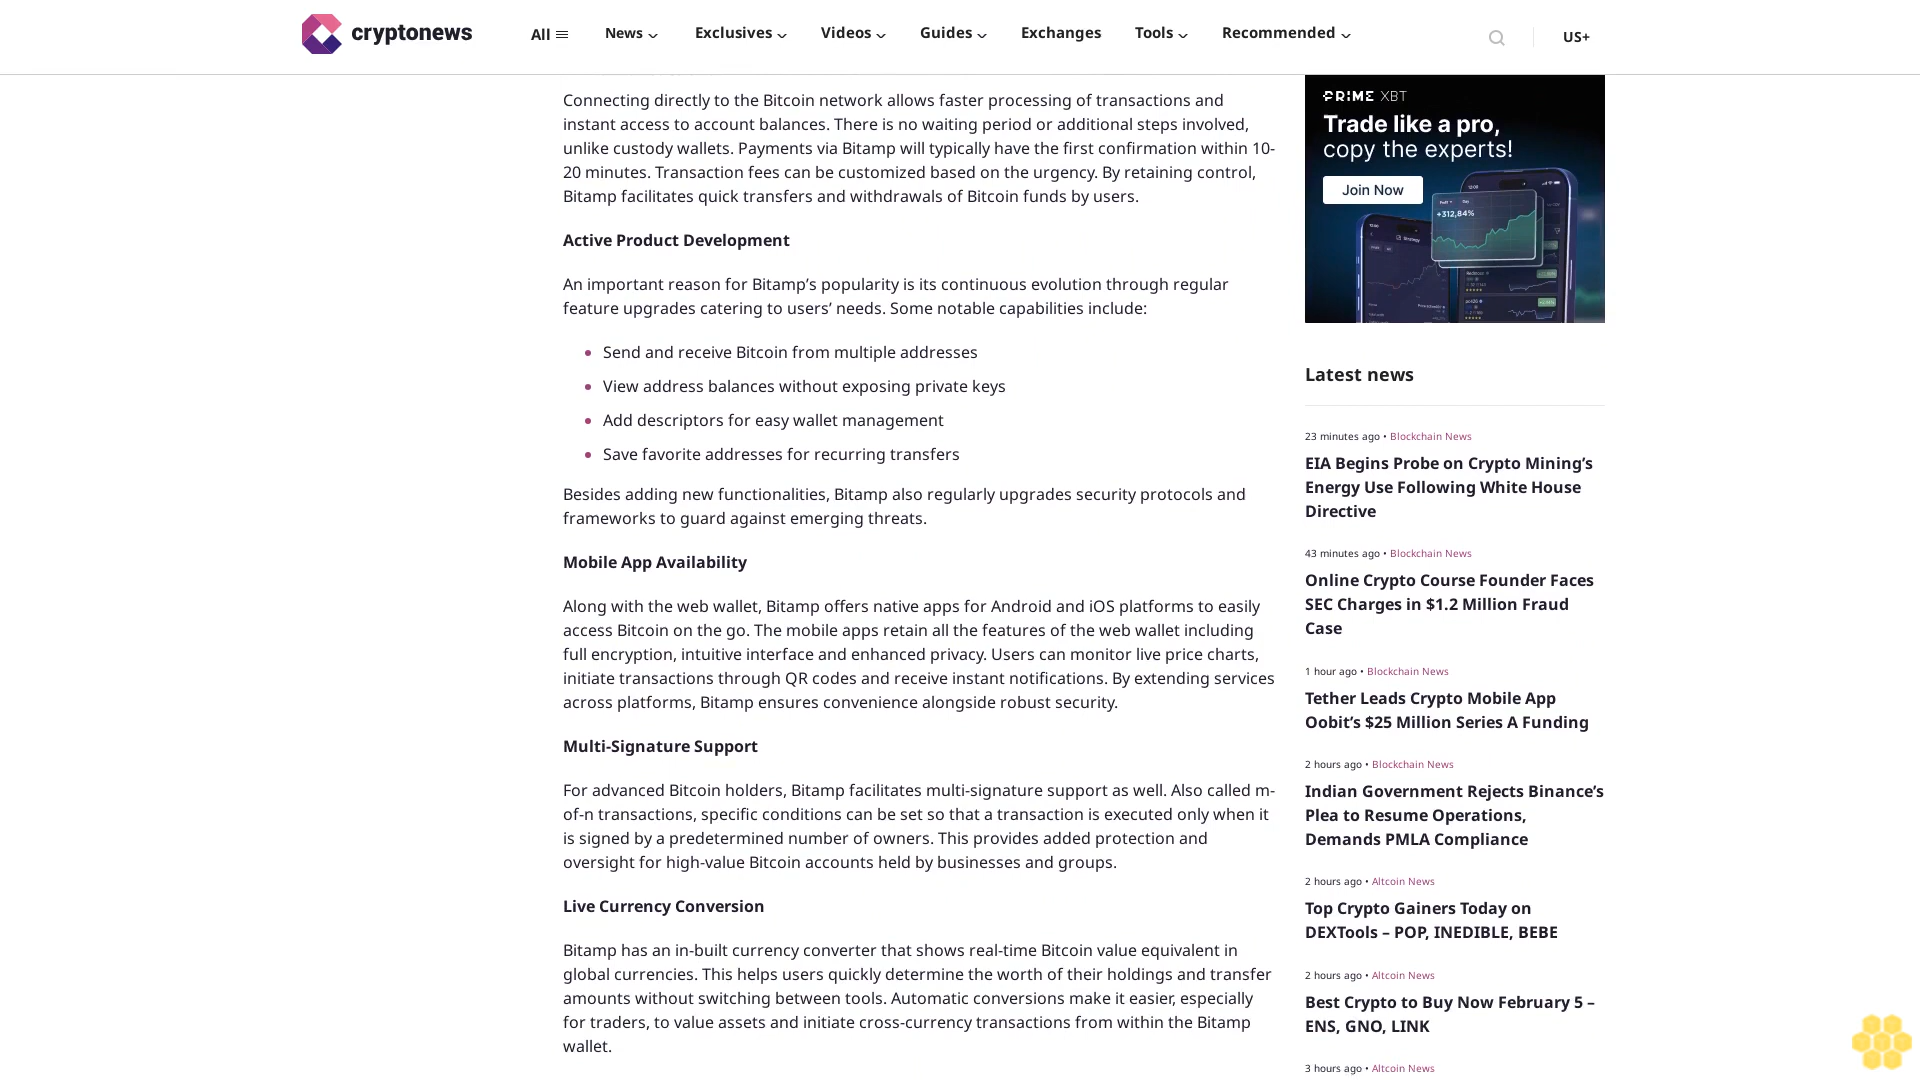 cryptonews
All
News
Exclusives
Videos
Guides
Exchanges
Tools
Recommended
US+
Connecting directly to the Bitcoin network allows faster processing of transactions and
instant access to account balances. There is no waiting period or additional steps involved,
unlike custody wallets. Payments via Bitamp will typically have the first confirmation within 10-
20 minutes. Transaction fees can be customized based on the urgency. By retaining control,
Bitamp facilitates quick transfers and withdrawals of Bitcoin funds by users.
Active Product Development
An important reason for Bitamp’s popularity is its continuous evolution through regular
feature upgrades catering to users’ needs. Some notable capabilities include:
Send and receive Bitcoin from multiple addresses
View address balances without exposing private keys
Add descriptors for easy wallet management
Save favorite addresses for recurring transfers
Besides adding new functionalities, Bitamp also regularly upgrades security protocols and
frameworks to guard against emerging threats.
Mobile App Availability
Along with the web wallet, Bitamp offers native apps for Android and iOS platforms to easily
access Bitcoin on the go. The mobile apps retain all the features of the web wallet including
full encryption, intuitive interface and enhanced privacy. Users can monitor live price charts,
initiate transactions through QR codes and receive instant notifications. By extending services
across platforms, Bitamp ensures convenience alongside robust security.
Multi-Signature Support
For advanced Bitcoin holders, Bitamp facilitates multi-signature support as well. Also called m-
of-n transactions, specific conditions can be set so that a transaction is executed only when it
is signed by a predetermined number of owners. This provides added protection and
oversight for high-value Bitcoin accounts held by businesses and groups.
Live Currency Conversion
Bitamp has an in-built currency converter that shows real-time Bitcoin value equivalent in
global currencies. This helps users quickly determine the worth of their holdings and transfer
amounts without switching between tools. Automatic conversions make it easier, especially
for traders, to value assets and initiate cross-currency transactions from within the Bitamp
wallet.
PRIME XBT
Trade like a pro,
copy the experts!
Join Now
+312,84%
Strategy
Latest news
23 minutes ago • Blockchain News
EIA Begins Probe on Crypto Mining’s
Energy Use Following White House
Directive
43 minutes ago • Blockchain News
Online Crypto Course Founder Faces
SEC Charges in $1.2 Million Fraud
Case
1 hour ago • Blockchain News
Tether Leads Crypto Mobile App
Oobit’s $25 Million Series A Funding
2 hours ago • Blockchain News
Indian Government Rejects Binance’s
Plea to Resume Operations,
Demands PMLA Compliance
2 hours ago • Altcoin News
Top Crypto Gainers Today on
DEXTools – POP, INEDIBLE, BEBE
2 hours ago • Altcoin News
Best Crypto to Buy Now February 5 –
ENS, GNO, LINK
3 hours ago • Altcoin News